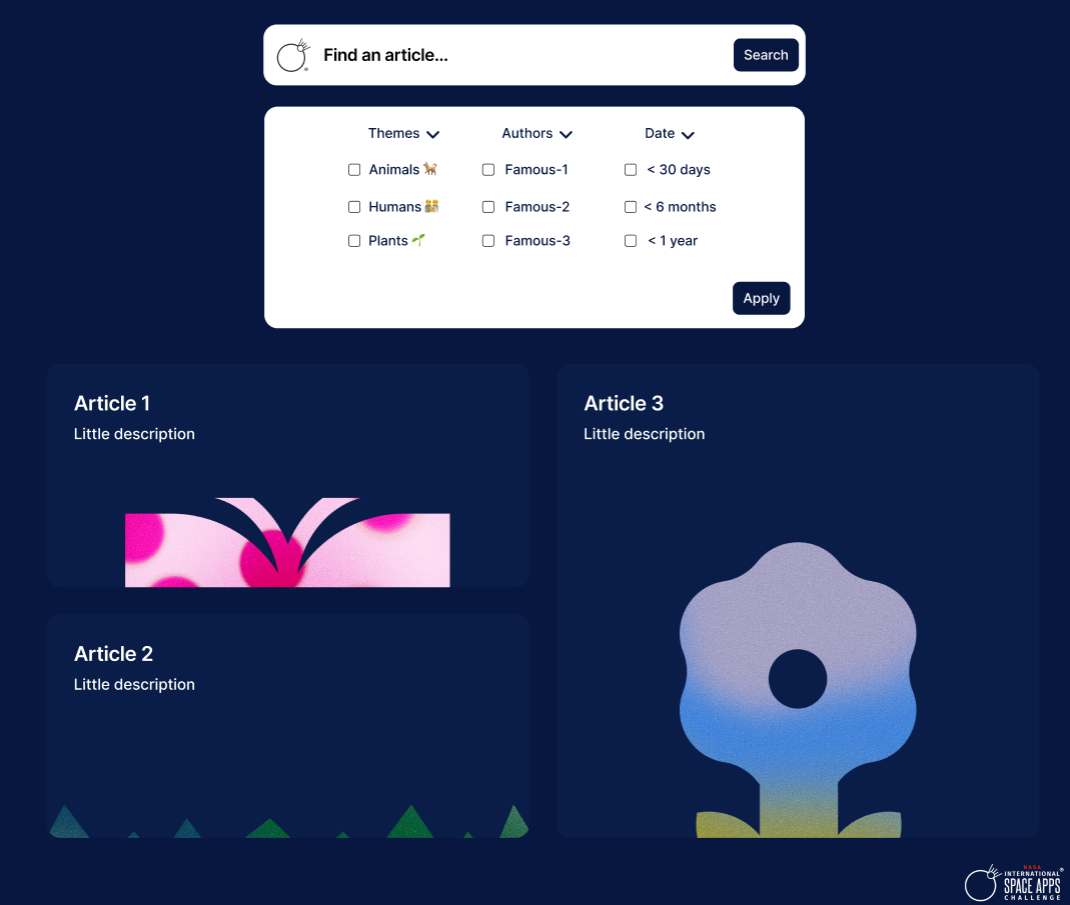 Find an article...
Search
Themes Authors Date
Animals Famous-1 < 30 days
Humans Famous-2 < 6 months
Plants Famous-3 < 1 year
Apply
Article 1
Little description
Article 3
Little description
Article 2
Little description
NASA
INTERNATIONAL
SPACE APPS
CHALLENGE